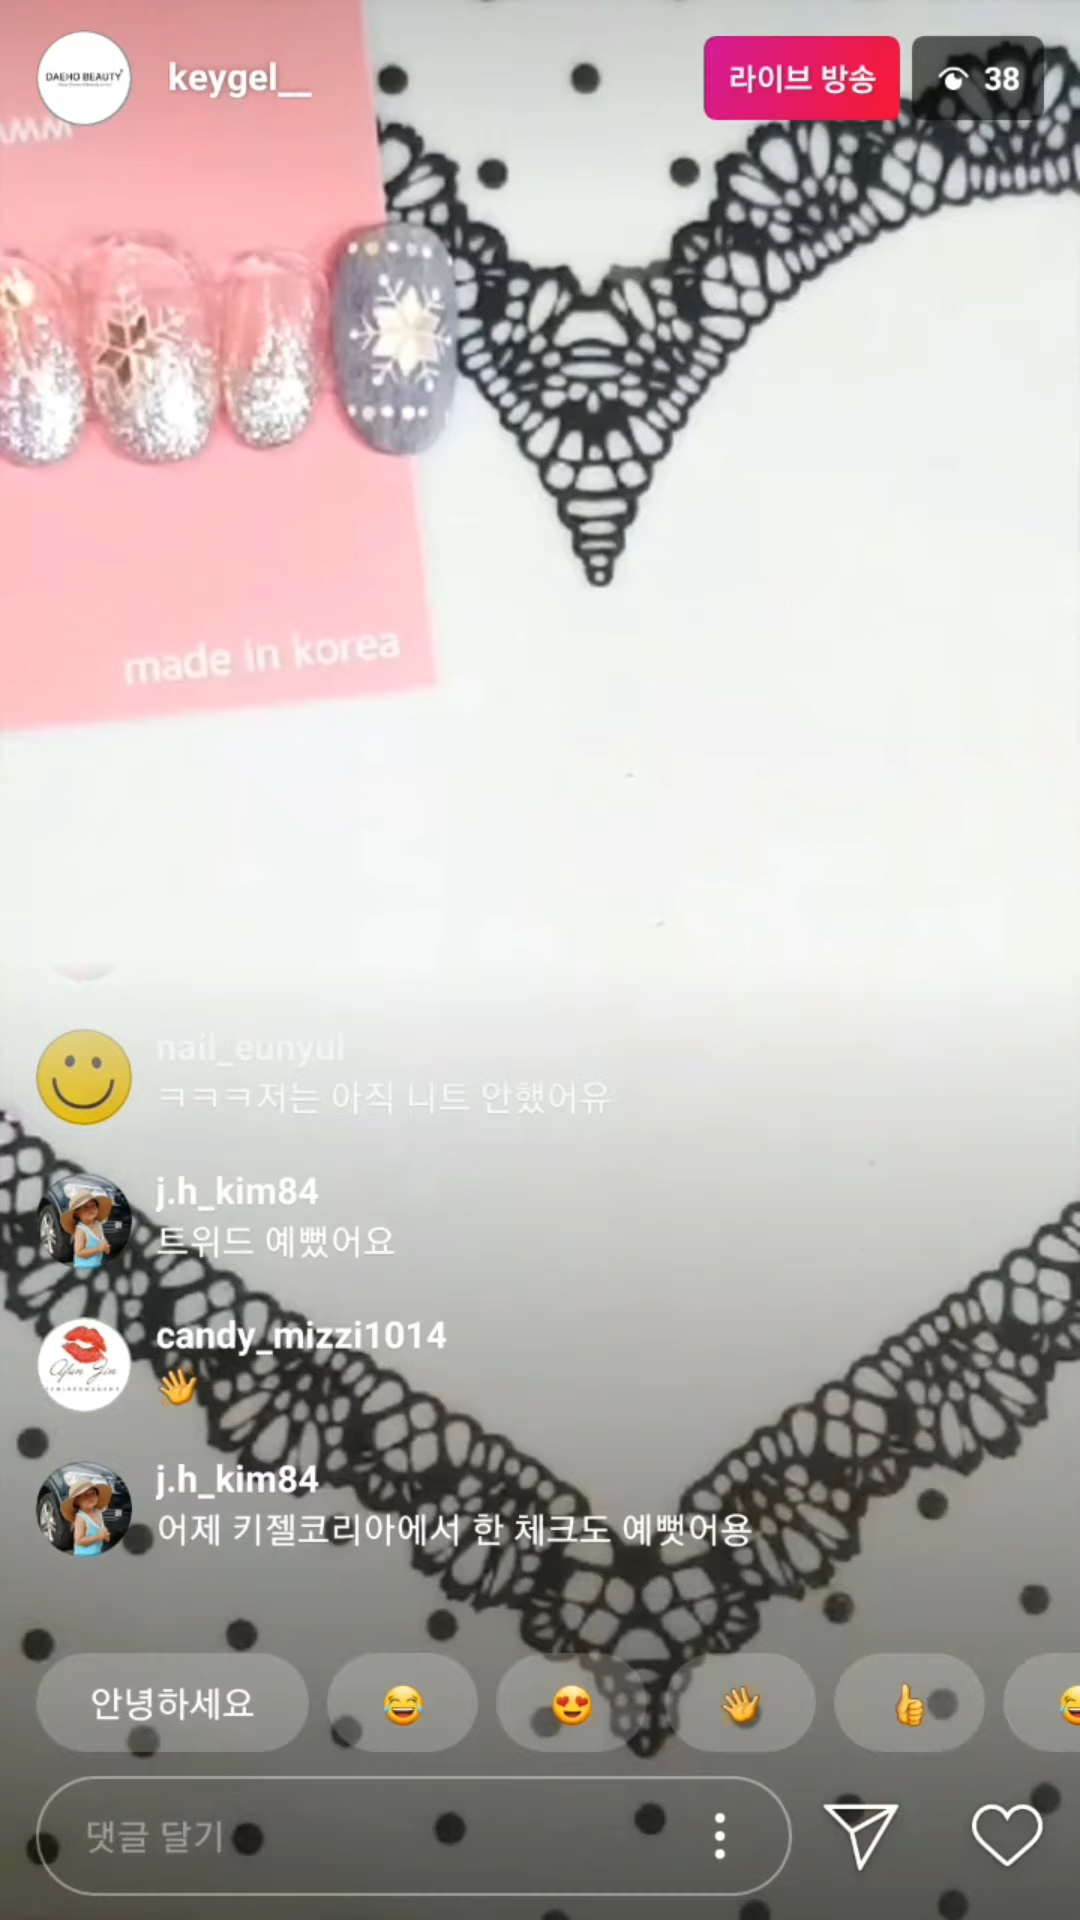 DAEHO BEAUTY
keygel__
라이브 방송
38
made in korea
nail_eunyul
ㅋㅋㅋ저는 아직 니트 안했어유
j.h_kim84
트위드 예뻤어요
candy_mizzi1014
👋
j.h_kim84
어제 키젤코리아에서 한 체크도 예뻣어용
안녕하세요
😂
😍
👋
👍
댓글 달기